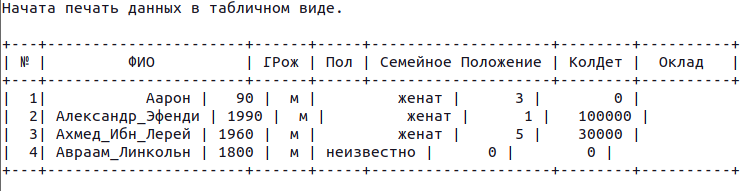 Начата печать данных в табличном виде.
+---+----------------------+------+-----+--------------------+--------+----------+
| № |         ФИО          | ГРож | Пол | Семейное Положение | КолДет |  Оклад   |
+---+----------------------+------+-----+--------------------+--------+----------+
|  1|           Аарон |   90 |  м |         женат |      3 |        0 |
|  2| Александр_Эфенди | 1990 |  м |         женат |       1 |   100000 |
|  3| Ахмед_Ибн_Лерей | 1960 |  м |         женат |      5 |    30000 |
|  4| Авраам_Линкольн | 1800 |  м | неизвестно |      0 |        0 |
+---+----------------------+------+-----+--------------------+--------+----------+